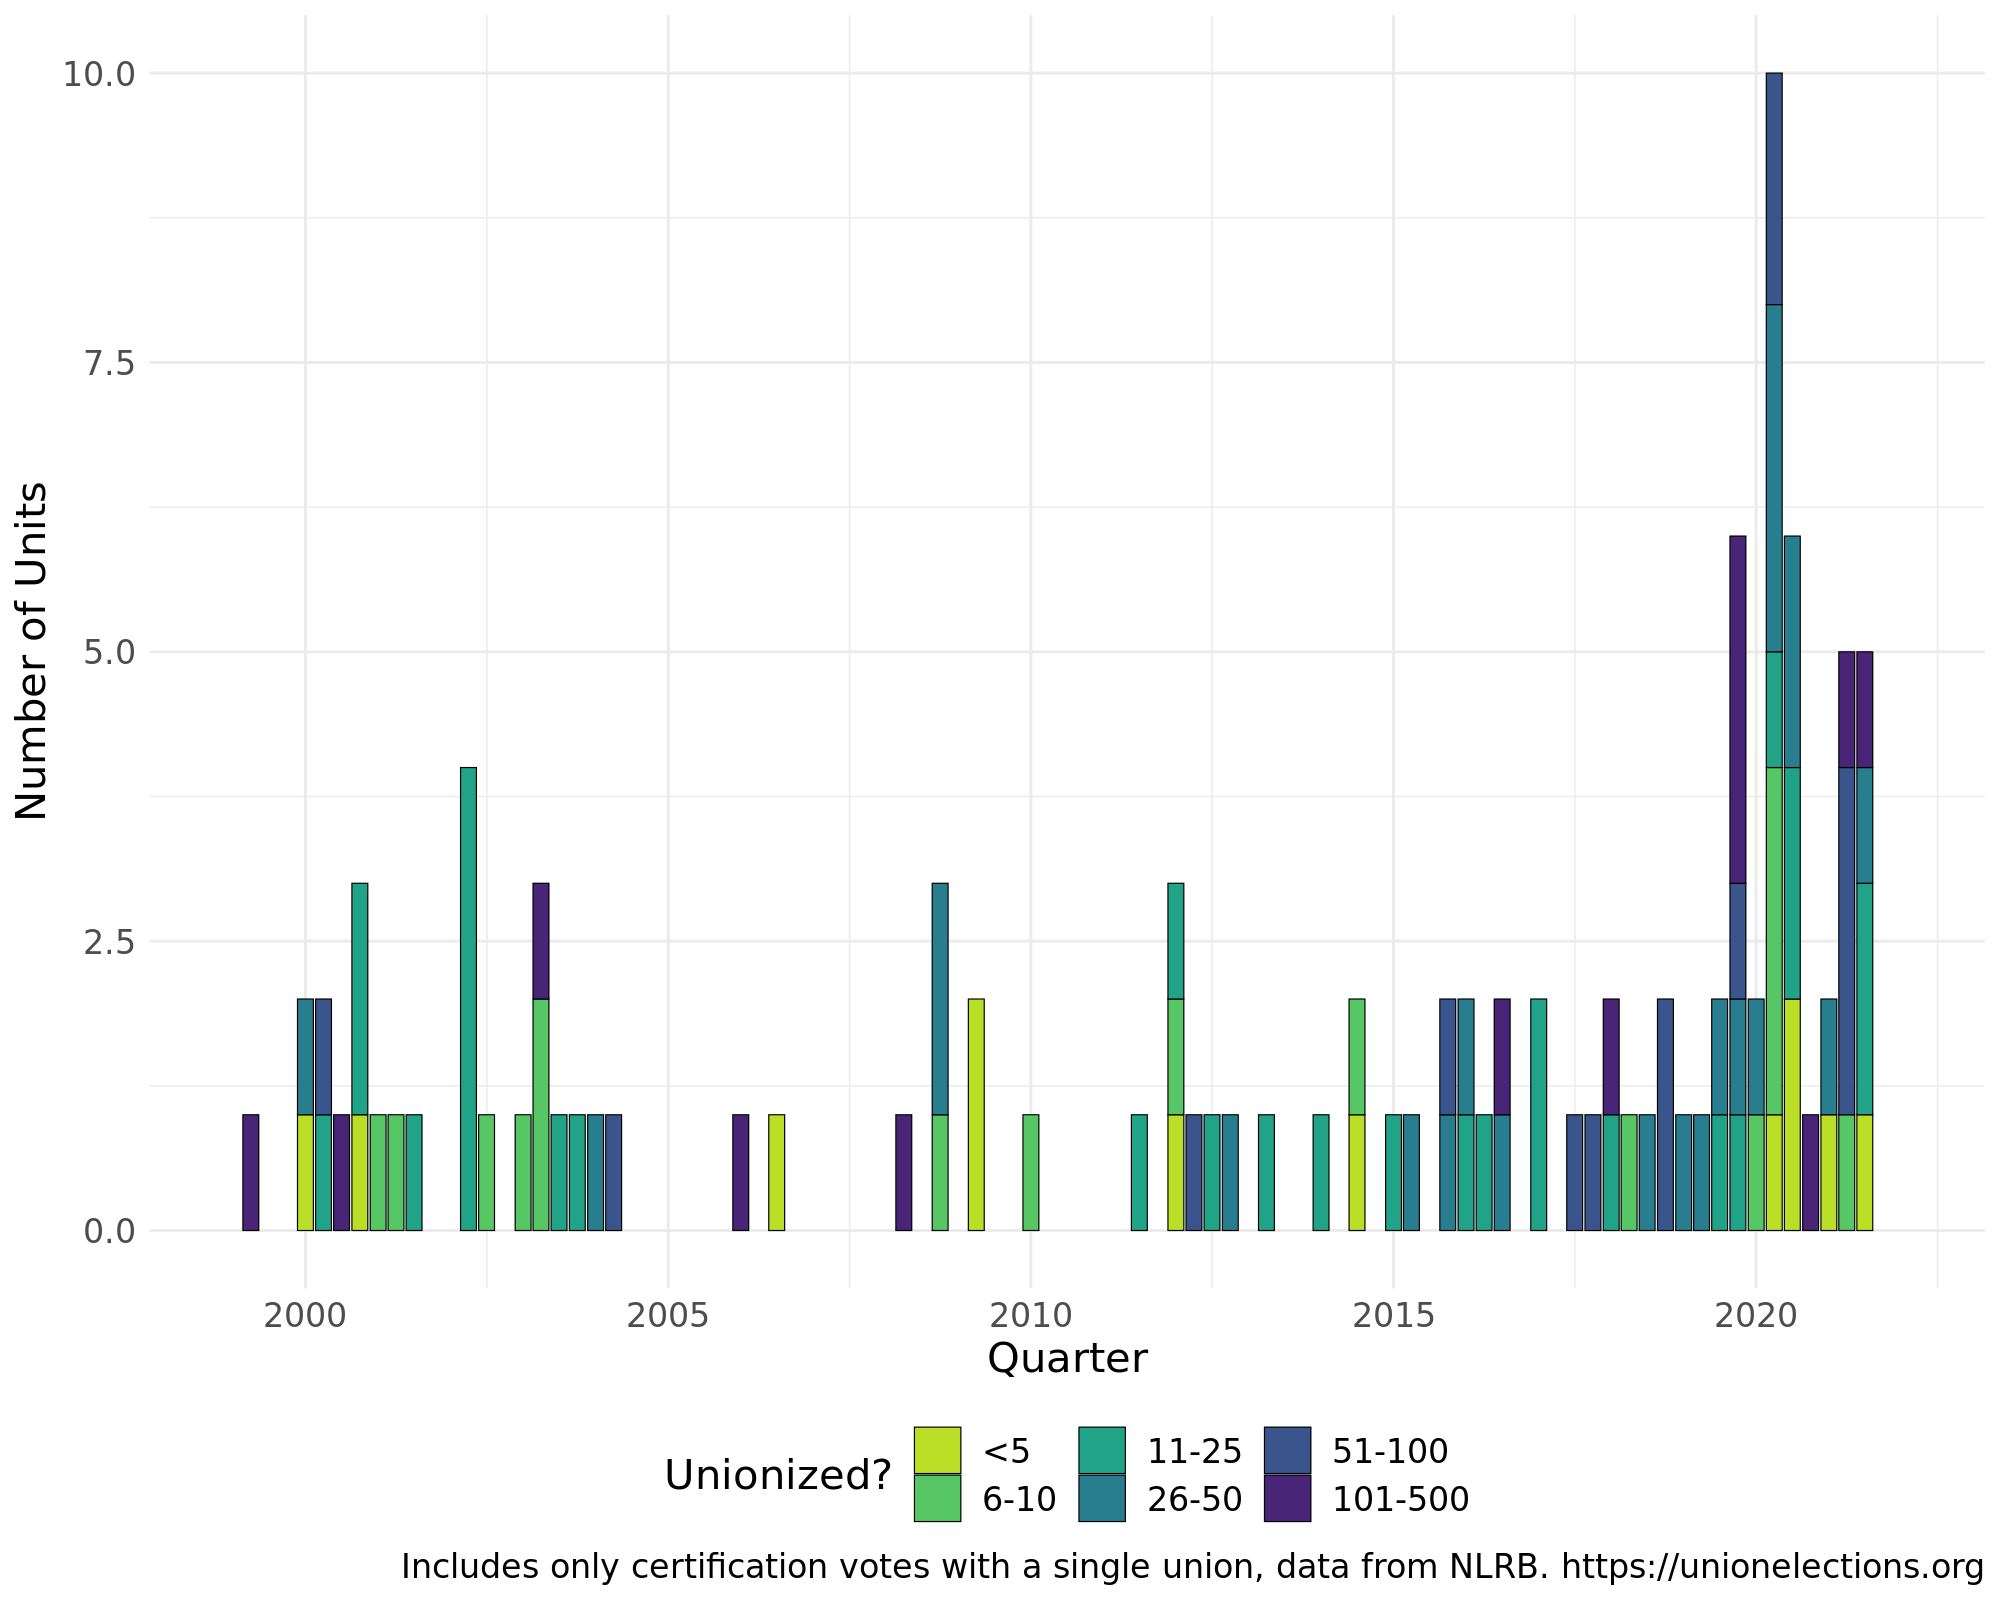 10.0
7.5
5.0
2.5
0.0
Number of Units
2000 2005 2010 2015 2020
Quarter
Unionized?
<5 11-25 51-100
6-10 26-50 101-500
Includes only certification votes with a single union, data from NLRB. https://unionelections.org